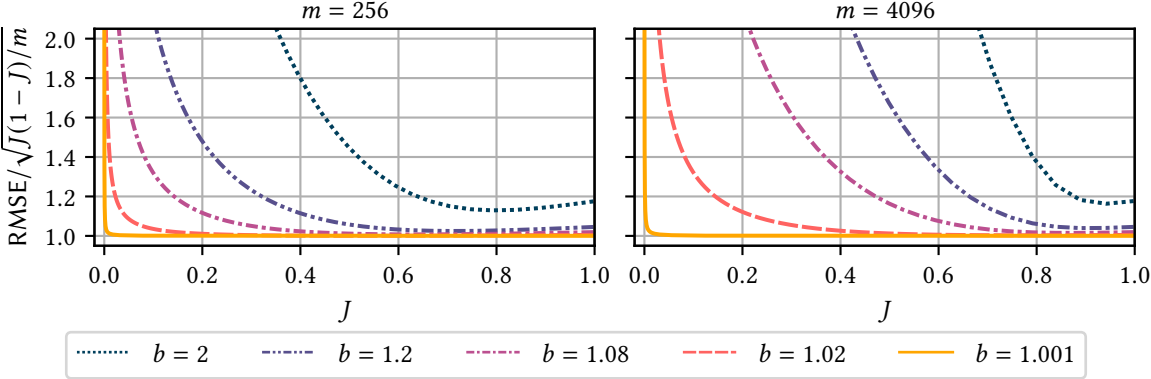 m = 256
m = 4096
RMSE/√J(1 − J)/m
2.0
1.8
1.6
1.4
1.2
1.0
0.0 0.2 0.4 0.6 0.8 1.0
0.0 0.2 0.4 0.6 0.8 1.0
J
J
b = 2 b = 1.2 b = 1.08 b = 1.02 b = 1.001